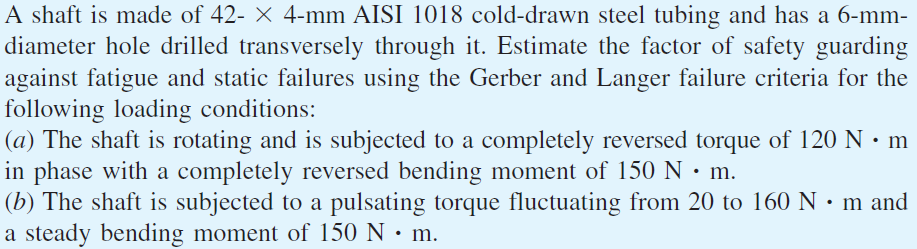 A shaft is made of 42- × 4-mm AISI 1018 cold-drawn steel tubing and has a 6-mm-
diameter hole drilled transversely through it. Estimate the factor of safety guarding
against fatigue and static failures using the Gerber and Langer failure criteria for the
following loading conditions:
(a) The shaft is rotating and is subjected to a completely reversed torque of 120 N · m
in phase with a completely reversed bending moment of 150 N · m.
(b) The shaft is subjected to a pulsating torque fluctuating from 20 to 160 N · m and
a steady bending moment of 150 N · m.